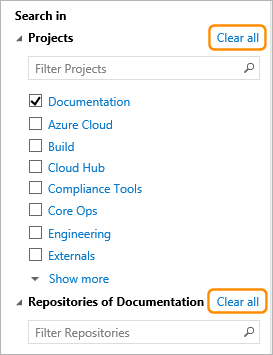 Search in
Projects Clear all
Filter Projects
Documentation
Azure Cloud
Build
Cloud Hub
Compliance Tools
Core Ops
Engineering
Externals
Show more
Repositories of Documentation Clear all
Filter Repositories